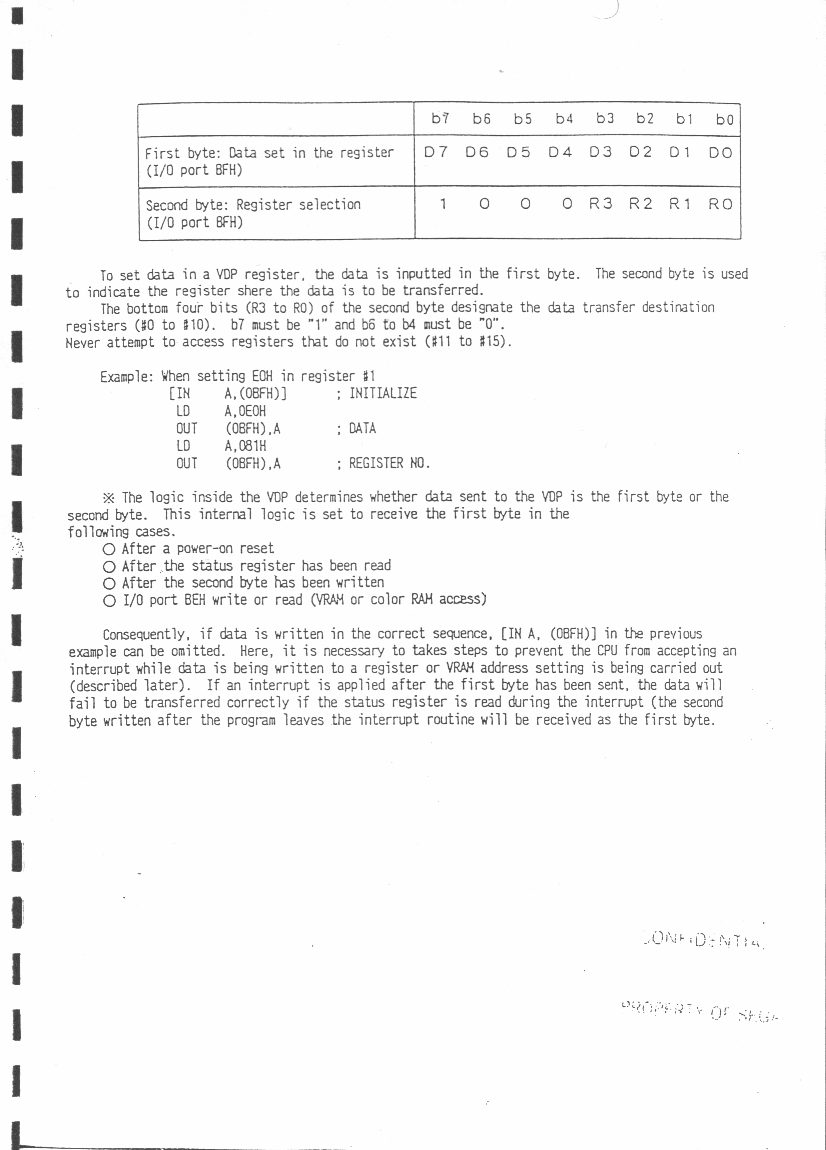 b7 b6 b5 b4 b3 b2 b1 b0
First byte: Data set in the register D7 D6 D5 D4 D3 D2 D1 D0
(I/O port BFH)
Second byte: Register selection 1 0 0 0 R3 R2 R1 R0
(I/O port BFH)
To set data in a VDP register, the data is inputted in the first byte. The second byte is used
to indicate the register shere the data is to be transferred.
The bottom four bits (R3 to R0) of the second byte designate the data transfer destination
registers (#0 to #10). b7 must be "1" and b6 to b4 must be "0".
Never attempt to access registers that do not exist (#11 to #15).
Example: When setting E0H in register #1
[IN A,(0BFH)] ; INITIALIZE
LD A,0E0H
OUT (0BFH),A ; DATA
LD A,081H
OUT (0BFH),A ; REGISTER NO.
※ The logic inside the VDP determines whether data sent to the VDP is the first byte or the
second byte. This internal logic is set to receive the first byte in the
following cases.
○ After a power-on reset
○ After the status register has been read
○ After the second byte has been written
○ I/O port BEH write or read (VRAM or color RAM access)
Consequently, if data is written in the correct sequence, [IN A, (0BFH)] in the previous
example can be omitted. Here, it is necessary to takes steps to prevent the CPU from accepting an
interrupt while data is being written to a register or VRAM address setting is being carried out
(described later). If an interrupt is applied after the first byte has been sent, the data will
fail to be transferred correctly if the status register is read during the interrupt (the second
byte written after the program leaves the interrupt routine will be received as the first byte.
CONFIDENTIAL
PROPERTY OF SEGA